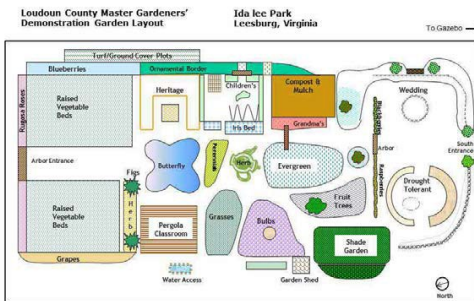 Loudoun County Master Gardeners'
Demonstration Garden Layout
Ida lee Park
Leesburg, Virginia
To Gazebo
Turf/Ground Cover Plots
Blueberries
Ornamental Border
Children's
Compost &
Mulch
Wedding
Rugosa Roses
Raised
Vegetable
Beds
Heritage
Iris Bed
Grandma's
South
Entrance
Arbor Entrance
Figs
Butterfly
Perennials
Herb
Evergreen
Arbor
Raspberries
Drought
Tolerant
Raised
Vegetable
Beds
Herb
Pergola
Classroom
Grasses
Bulbs
Fruit
Trees
Shade
Garden
Grapes
Water Access
Garden Shed
North